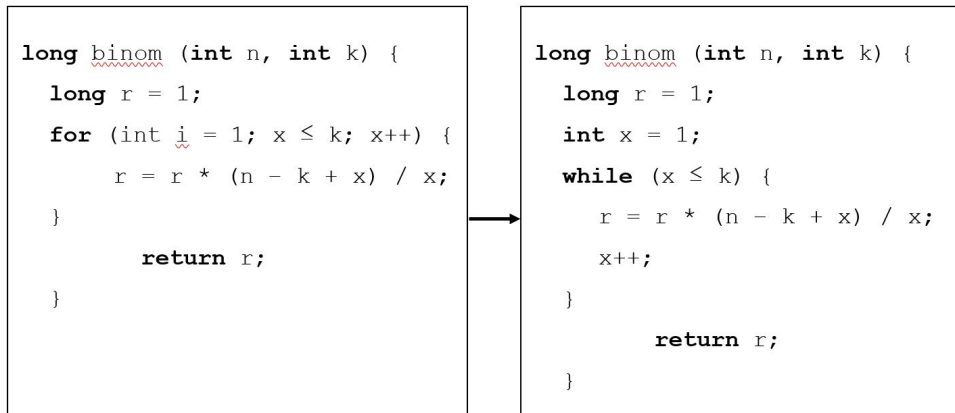 long binom (int n, int k) {
long r = 1;
for (int i = 1; x ≤ k; x++) {
r = r * (n - k + x) / x;
}
return r;
}
long binom (int n, int k) {
long r = 1;
int x = 1;
while (x ≤ k) {
r = r * (n - k + x) / x;
x++;
}
return r;
}